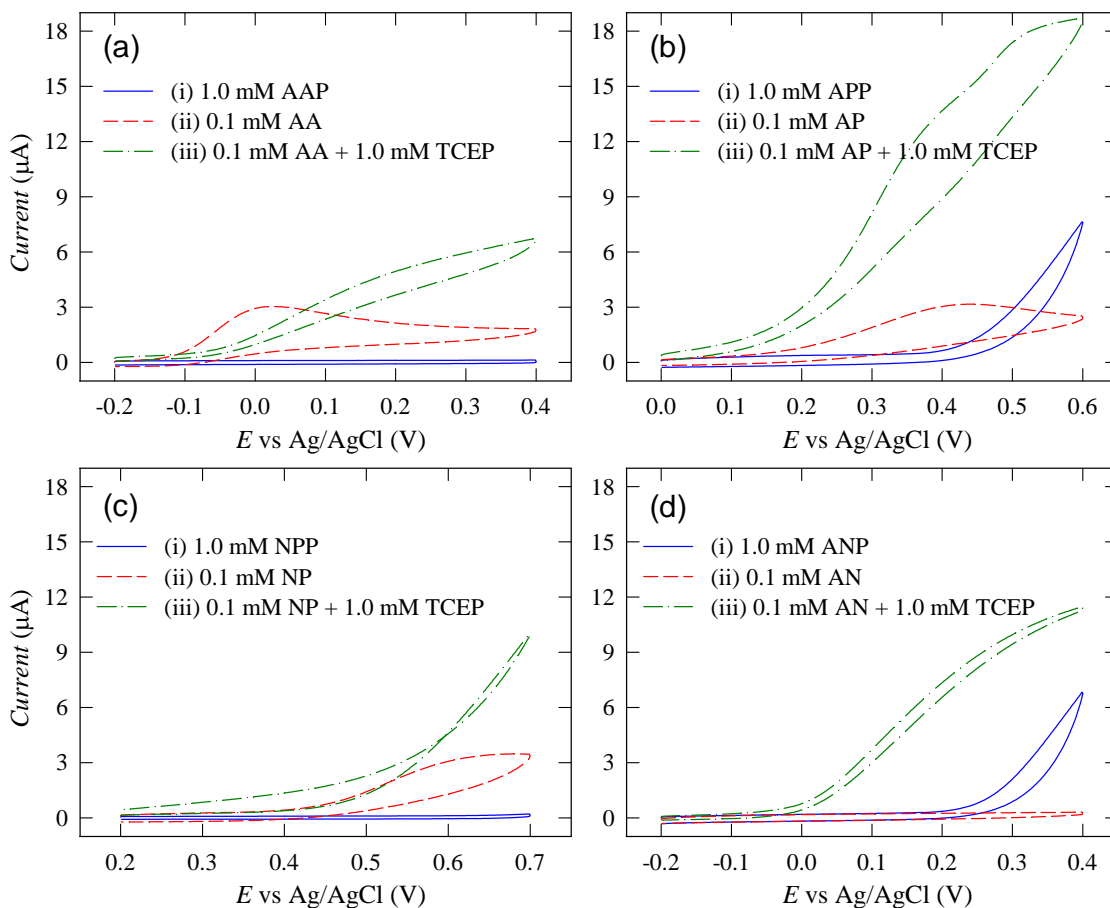 (a)
(i) 1.0 mM AAP
(ii) 0.1 mM AA
(iii) 0.1 mM AA + 1.0 mM TCEP
18
15
12
9
6
3
0
Current (μA)
-0.2 -0.1 0.0 0.1 0.2 0.3 0.4
E vs Ag/AgCl (V)
(b)
(i) 1.0 mM APP
(ii) 0.1 mM AP
(iii) 0.1 mM AP + 1.0 mM TCEP
18
15
12
9
6
3
0
0.0 0.1 0.2 0.3 0.4 0.5 0.6
E vs Ag/AgCl (V)
(c)
(i) 1.0 mM NPP
(ii) 0.1 mM NP
(iii) 0.1 mM NP + 1.0 mM TCEP
18
15
12
9
6
3
0
Current (μA)
0.2 0.3 0.4 0.5 0.6 0.7
E vs Ag/AgCl (V)
(d)
(i) 1.0 mM ANP
(ii) 0.1 mM AN
(iii) 0.1 mM AN + 1.0 mM TCEP
18
15
12
9
6
3
0
-0.2 -0.1 0.0 0.1 0.2 0.3 0.4
E vs Ag/AgCl (V)